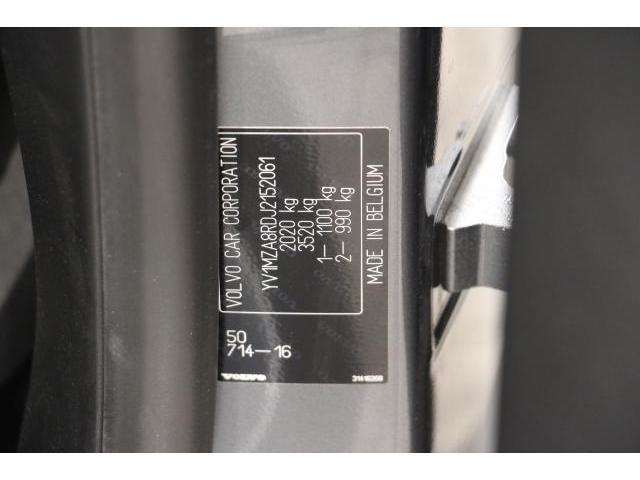 VOLVO CAR CORPORATION
YV1MZA8RDJ2152061
2020 kg
3520 kg
1— 1100 kg
2— 990 kg
MADE IN BELGIUM
50
714—16
VOLVO